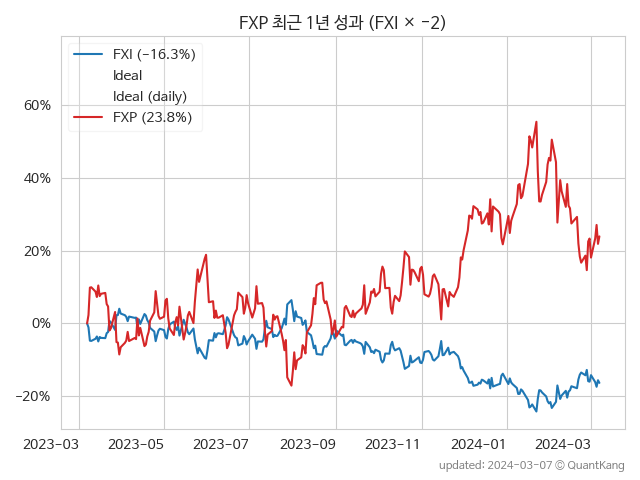 FXP 최근 1년 성과 (FXI × −2)
FXI (−16.3%)
Ideal
Ideal (daily)
FXP (23.8%)
60%
40%
20%
0%
−20%
2023−03 2023−05 2023−07 2023−09 2023−11 2024−01 2024−03
updated: 2024−03−07 © QuantKang